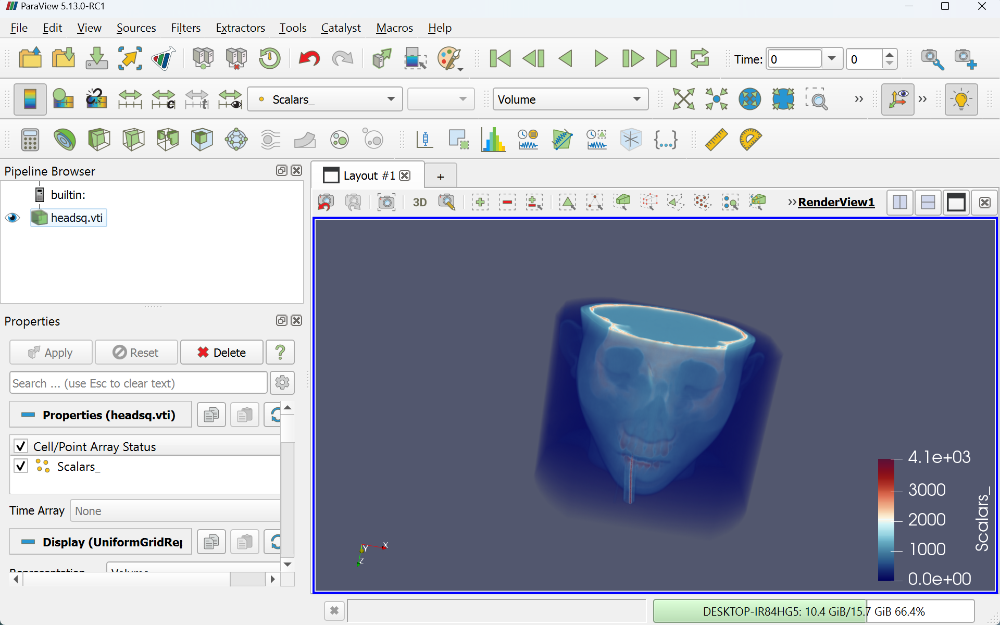 ParaView 5.13.0-RC1
File Edit View Sources Filters Extractors Tools Catalyst Macros Help
Time: 0 0
Scalars_ Volume
Pipeline Browser
Layout #1
+
builtin:
headsq.vti
3D
RenderView1
Properties
Apply Reset Delete ?
Search ... (use Esc to clear text)
Properties (headsq.vti)
Cell/Point Array Status
Scalars_
Time Array None
Display (UniformGridRep
Representation Volume
4.1e+03
3000
2000
1000
0.0e+00
Scalars_
X
Y
Z
DESKTOP-IR84HG5: 10.4 GiB/15.7 GiB 66.4%